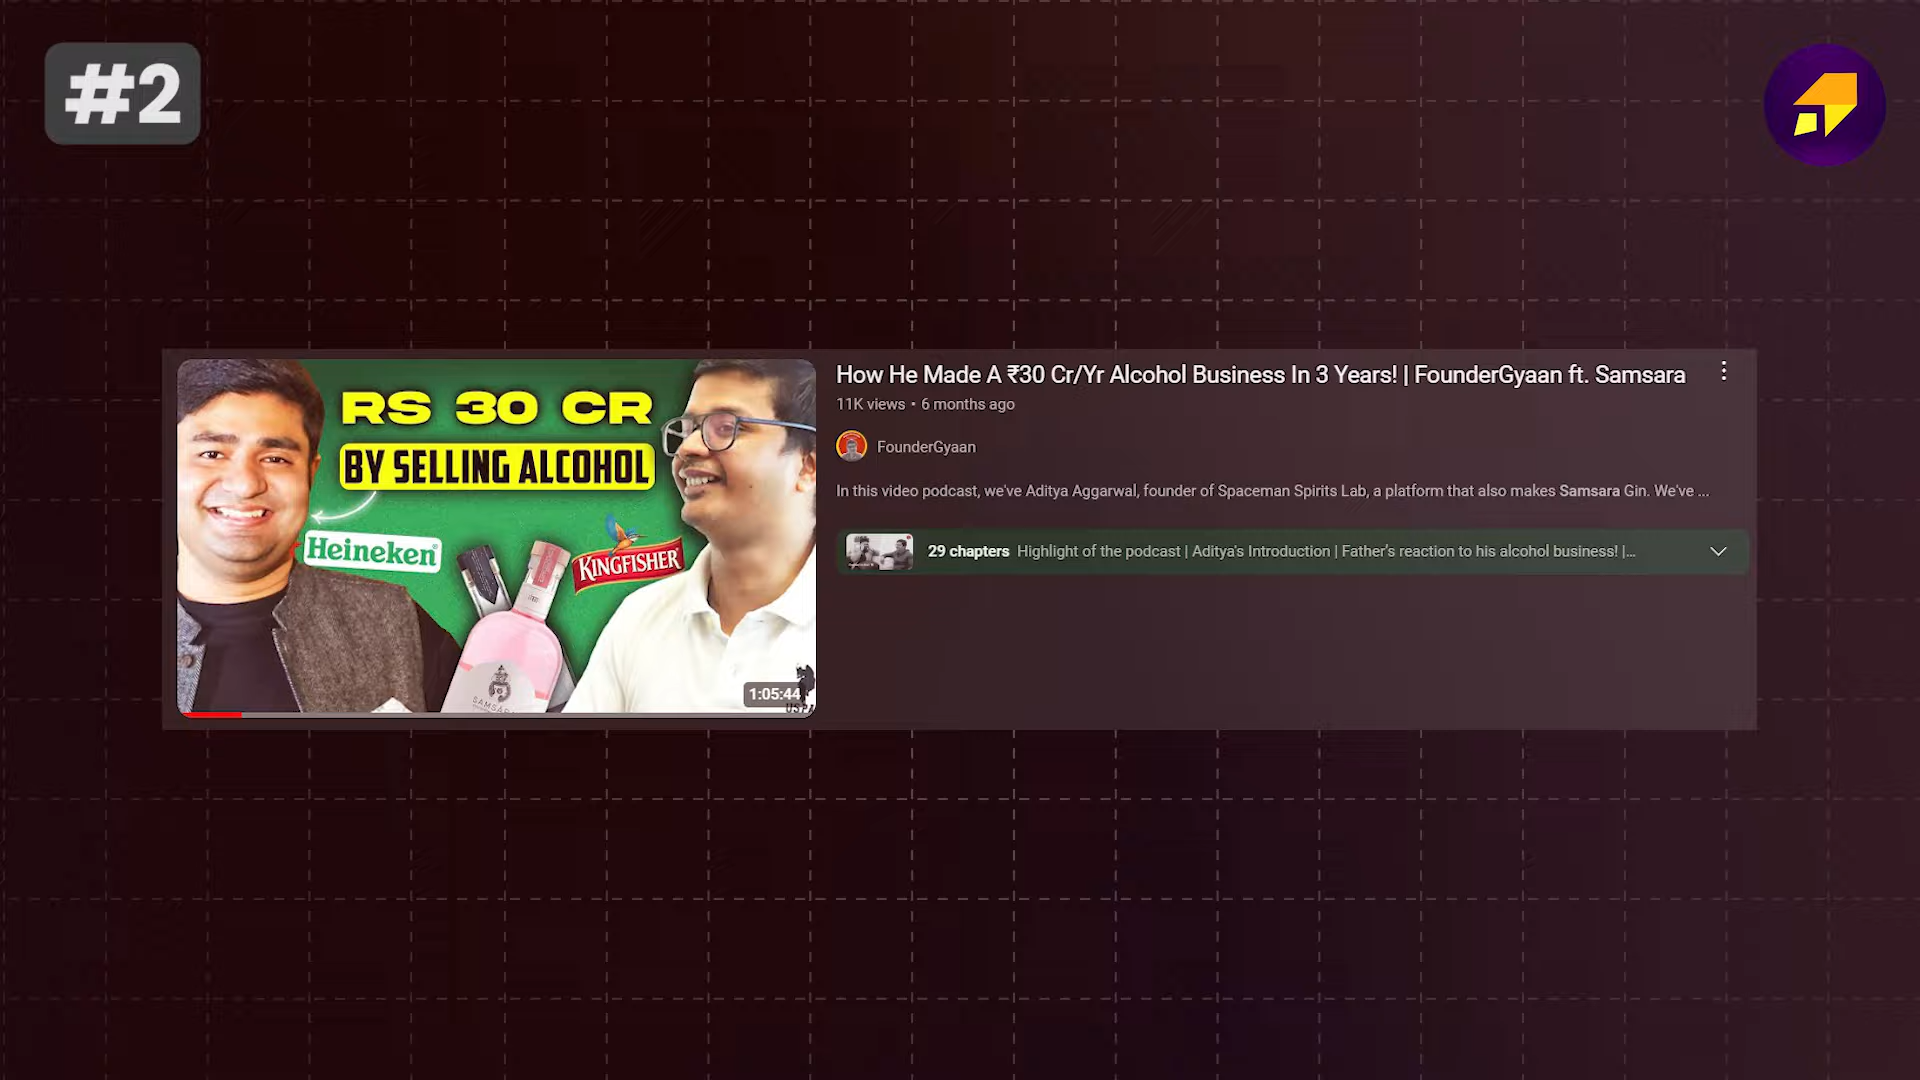 #2
RS 30 CR
BY SELLING ALCOHOL
Heineken
KINGFISHER
SAMSARA
1:05:44
USPA
How He Made A ₹30 Cr/Yr Alcohol Business In 3 Years! | FounderGyaan ft. Samsara
11K views • 6 months ago
FounderGyaan
In this video podcast, we've Aditya Aggarwal, founder of Spaceman Spirits Lab, a platform that also makes Samsara Gin. We've ...
29 chapters Highlight of the podcast | Aditya's Introduction | Father's reaction to his alcohol business! |...